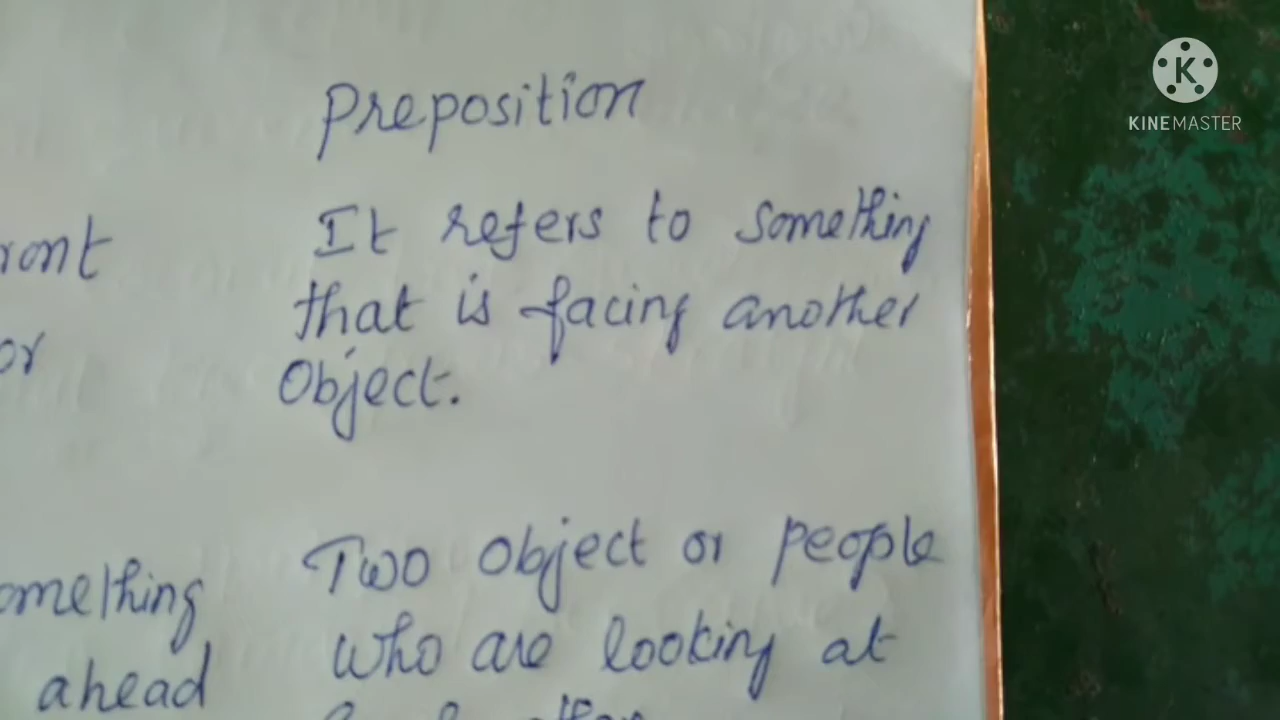 Preposition
ront
It refers to something
that is facing another
or
Object.
Two object or people
omething
who are looking at
ahead
K
KINEMASTER